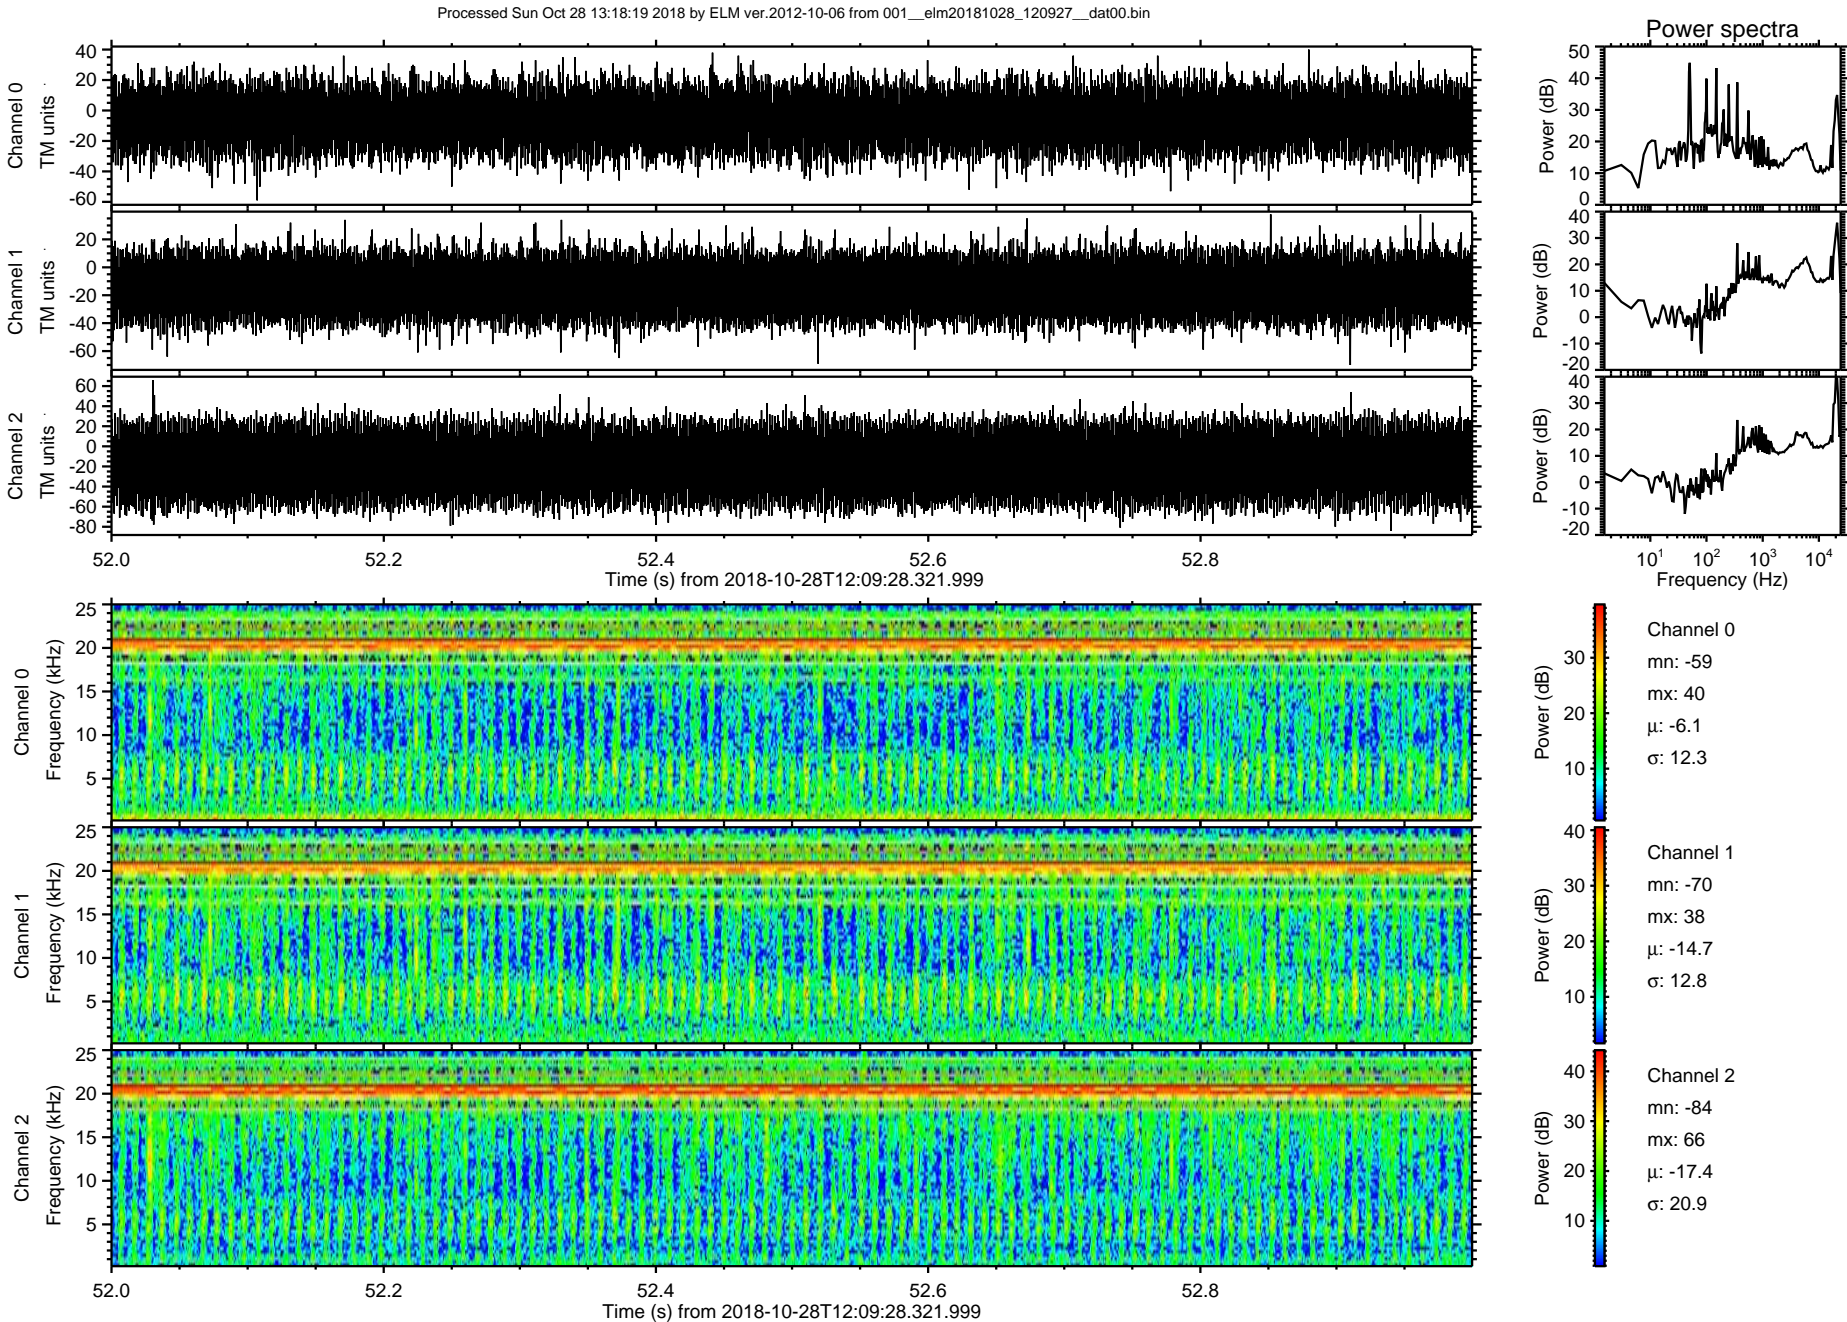 Processed Sun Oct 28 13:18:19 2018 by ELM ver.2012-10-06 from 001__elm20181028_120927__dat00.bin
Power spectra
Channel 0
TM units
40
20
0
-20
-40
-60
Power (dB)
50
40
30
20
10
0
Channel 1
TM units
20
0
-20
-40
-60
Power (dB)
40
30
20
10
0
-10
-20
Channel 2
TM units
60
40
20
0
-20
-40
-60
-80
Power (dB)
40
30
20
10
0
-10
-20
52.0 52.2 52.4 52.6 52.8
Time (s) from 2018-10-28T12:09:28.321.999
10^1 10^2 10^3 10^4
Frequency (Hz)
Channel 0
Frequency (kHz)
25
20
15
10
5
Power (dB)
30
20
10
Channel 0
mn: -59
mx: 40
μ: -6.1
σ: 12.3
Channel 1
Frequency (kHz)
25
20
15
10
5
Power (dB)
40
30
20
10
Channel 1
mn: -70
mx: 38
μ: -14.7
σ: 12.8
Channel 2
Frequency (kHz)
25
20
15
10
5
Power (dB)
40
30
20
10
Channel 2
mn: -84
mx: 66
μ: -17.4
σ: 20.9
52.0 52.2 52.4 52.6 52.8
Time (s) from 2018-10-28T12:09:28.321.999